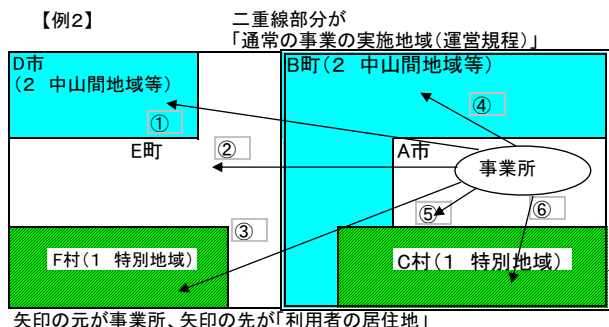 【例2】
二重線部分が
「通常の事業の実施地域(運営規程)」
D市
(2 中山間地域等)
B町(2 中山間地域等)
①
④
E町
②
A市
事業所
⑤
⑥
③
F村(1 特別地域)
C村(1 特別地域)
矢印の元が事業所、矢印の先が「利用者の居住地」